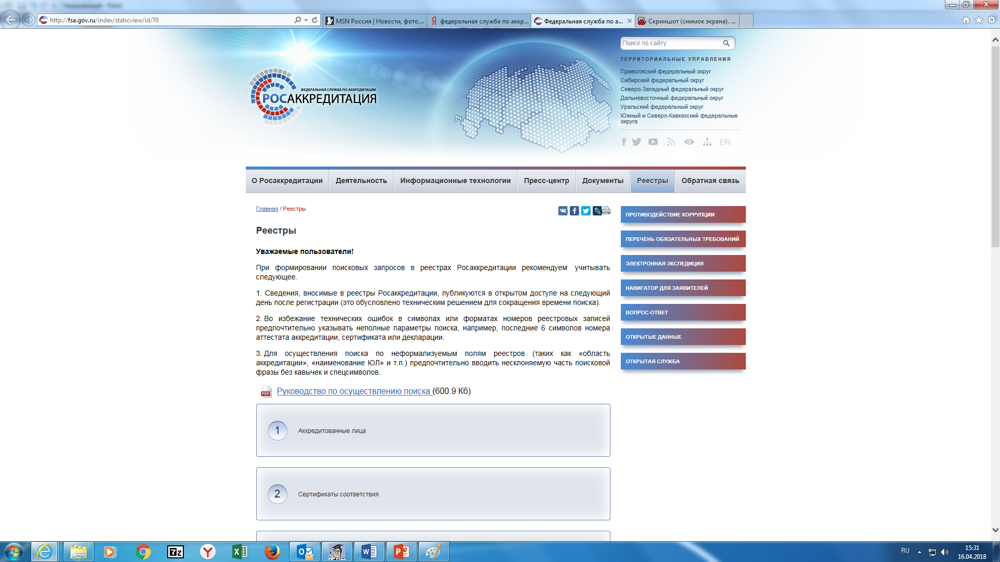 http://fsa.gov.ru/index/staticview/id/70
MSN Россия | Новости, фото,...
федеральная служба по аккр...
Федеральная служба по а...
Скриншот (снимок экрана). ...
Поиск по сайту
ТЕРРИТОРИАЛЬНЫЕ УПРАВЛЕНИЯ
Приволжский федеральный округ
Сибирский федеральный округ
Северо-Западный федеральный округ
Дальневосточный федеральный округ
Уральский федеральный округ
Южный и Северо-Кавказский федеральные
округа
EN
ФЕДЕРАЛЬНАЯ СЛУЖБА ПО АККРЕДИТАЦИИ
РОСАККРЕДИТАЦИЯ
О Росаккредитации
Деятельность
Информационные технологии
Пресс-центр
Документы
Реестры
Обратная связь
Главная / Реестры
Реестры
Уважаемые пользователи!
При формировании поисковых запросов в реестрах Росаккредитации рекомендуем учитывать
следующее.
1. Сведения, вносимые в реестры Росаккредитации, публикуются в открытом доступе на следующий
день после регистрации (это обусловлено техническим решением для сокращения времени поиска).
2. Во избежание технических ошибок в символах или форматах номеров реестровых записей
предпочтительно указывать неполные параметры поиска, например, последние 6 символов номера
аттестата аккредитации, сертификата или декларации.
3. Для осуществления поиска по неформализуемым полям реестров (таких как «область
аккредитации», «наименование ЮЛ» и т.п.) предпочтительно вводить несклоняемую часть поисковой
фразы без кавычек и спецсимволов.
PDF
Руководство по осуществлению поиска (600.9 Кб)
1
Аккредитованные лица
2
Сертификаты соответствия
ПРОТИВОДЕЙСТВИЕ КОРРУПЦИИ
ПЕРЕЧЕНЬ ОБЯЗАТЕЛЬНЫХ ТРЕБОВАНИЙ
ЭЛЕКТРОННАЯ ЭКСПЕДИЦИЯ
НАВИГАТОР ДЛЯ ЗАЯВИТЕЛЕЙ
ВОПРОС-ОТВЕТ
ОТКРЫТЫЕ ДАННЫЕ
ОТКРЫТАЯ СЛУЖБА
RU
15:31
16.04.2018